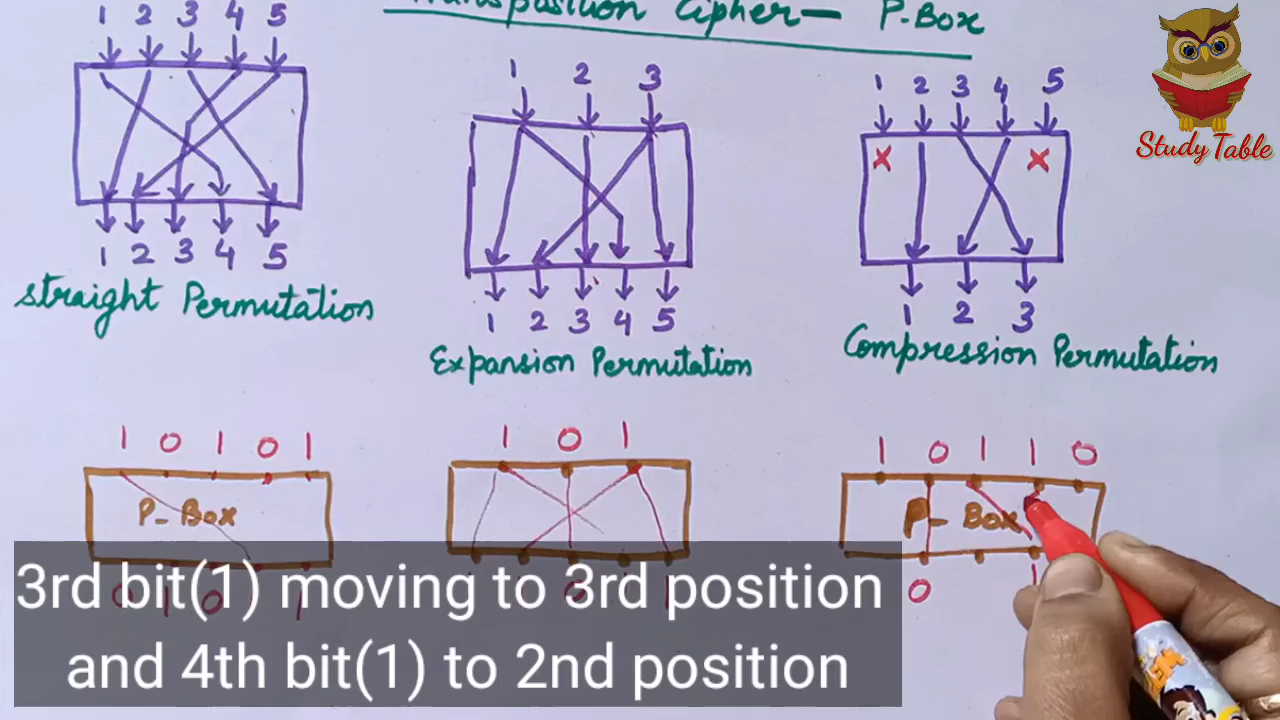 Transposition Cipher - P-Box
Study Table
1 2 3 4 5
1 2 3 4 5
Straight Permutation
1 2 3
1 2 3 4 5
Expansion Permutation
1 2 3 4 5
x x
1 2 3
Compression Permutation
1 0 1 0 1
P-Box
1 0 1
1 0 1 1 0
P-Box
0 1
3rd bit(1) moving to 3rd position
and 4th bit(1) to 2nd position